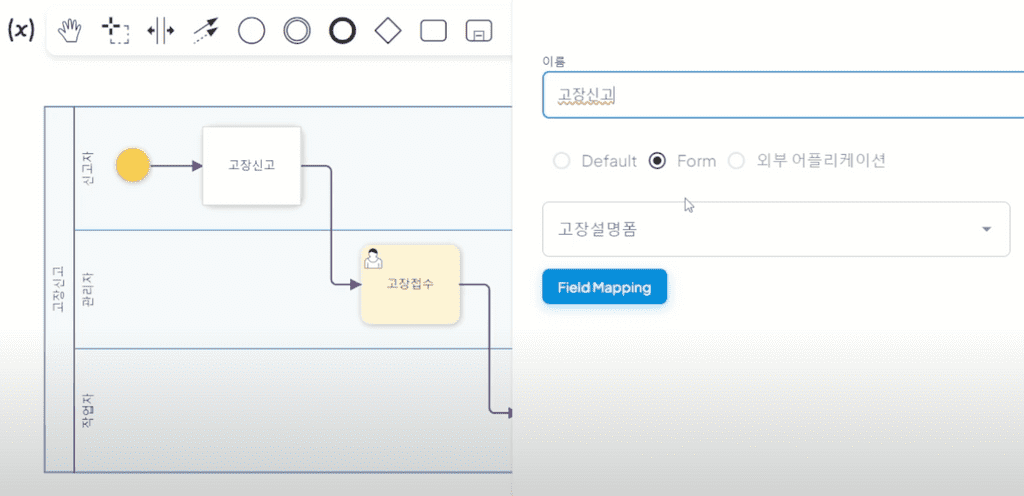 (x)
고장신고
신고자
고장신고
관리자
고장접수
작업자
이름
고장신고
Default
Form
외부 어플리케이션
고장설명폼
Field Mapping